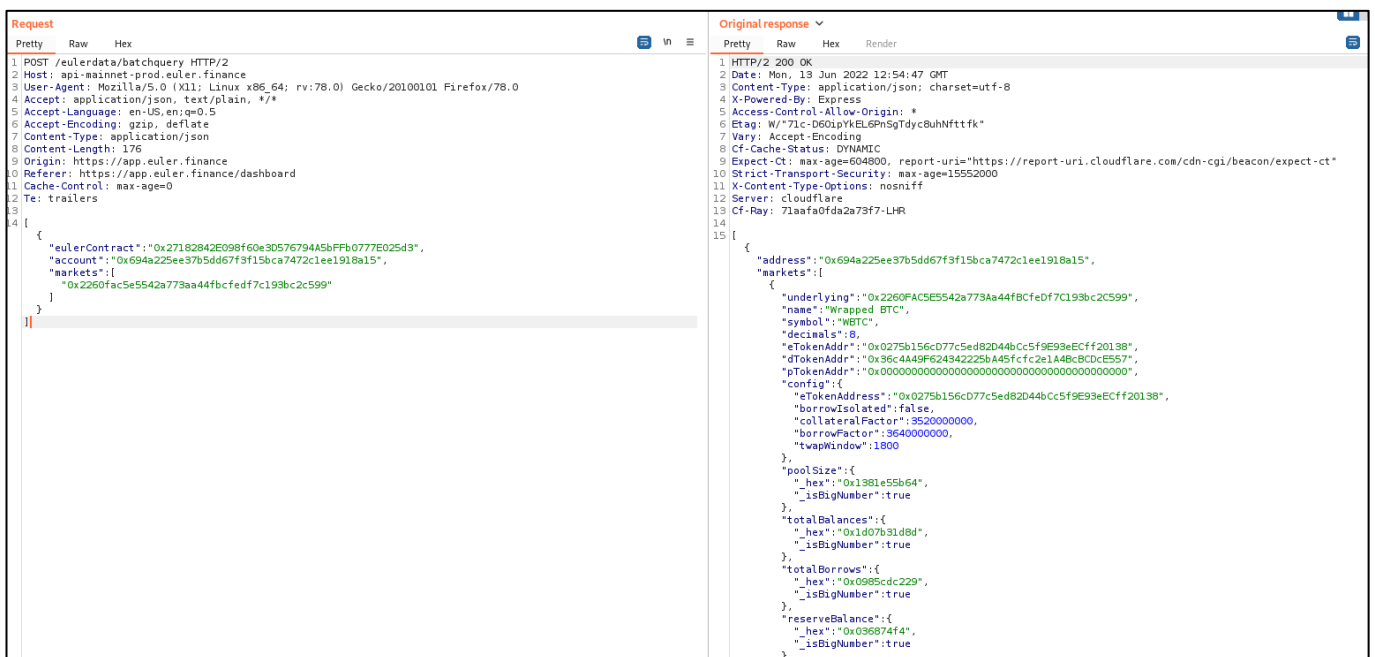 Request
Pretty Raw Hex
\n
1 POST /eulerdata/batchquery HTTP/2
2 Host: api-mainnet-prod.euler.finance
3 User-Agent: Mozilla/5.0 (X11; Linux x86_64; rv:78.0) Gecko/20100101 Firefox/78.0
4 Accept: application/json, text/plain, */*
5 Accept-Language: en-US,en;q=0.5
6 Accept-Encoding: gzip, deflate
7 Content-Type: application/json
8 Content-Length: 176
9 Origin: https://app.euler.finance
10 Referer: https://app.euler.finance/dashboard
11 Cache-Control: max-age=0
12 Te: trailers
13
14 [
{
"eulerContract":"0x27182842E098f60e3D576794A5bFFb0777E025d3",
"account":"0x694a225ee37b5dd67f3f15bca7472c1ee1918a15",
"markets":[
"0x2260fac5e5542a773aa44fbcfedf7c193bc2c599"
]
}
]
Original response
Pretty Raw Hex Render
1 HTTP/2 200 OK
2 Date: Mon, 13 Jun 2022 12:54:47 GMT
3 Content-Type: application/json; charset=utf-8
4 X-Powered-By: Express
5 Access-Control-Allow-Origin: *
6 Etag: W/"71c-D60ipYkEL6PnSgTdyc8uhNfttfk"
7 Vary: Accept-Encoding
8 Cf-Cache-Status: DYNAMIC
9 Expect-Ct: max-age=604800, report-uri="https://report-uri.cloudflare.com/cdn-cgi/beacon/expect-ct"
10 Strict-Transport-Security: max-age=15552000
11 X-Content-Type-Options: nosniff
12 Server: cloudflare
13 Cf-Ray: 71aafa0fda2a73f7-LHR
14
15 [
{
"address":"0x694a225ee37b5dd67f3f15bca7472c1ee1918a15",
"markets":[
{
"underlying":"0x2260FAC5E5542a773Aa44fBCfeDf7C193bc2C599",
"name":"Wrapped BTC",
"symbol":"WBTC",
"decimals":8,
"eTokenAddr":"0x0275b156cD77c5ed82D44bCc5f9E93eECff20138",
"dTokenAddr":"0x36c4A49F624342225bA45fcfc2e1A4BcBCDcE557",
"pTokenAddr":"0x0000000000000000000000000000000000000000",
"config":{
"eTokenAddress":"0x0275b156cD77c5ed82D44bCc5f9E93eECff20138",
"borrowIsolated":false,
"collateralFactor":3520000000,
"borrowFactor":3640000000,
"twapWindow":1800
},
"poolSize":{
"_hex":"0x1381e55b64",
"_isBigNumber":true
},
"totalBalances":{
"_hex":"0x1d07b31d8d",
"_isBigNumber":true
},
"totalBorrows":{
"_hex":"0x0985cdc229",
"_isBigNumber":true
},
"reserveBalance":{
"_hex":"0x036874f4",
"_isBigNumber":true
}